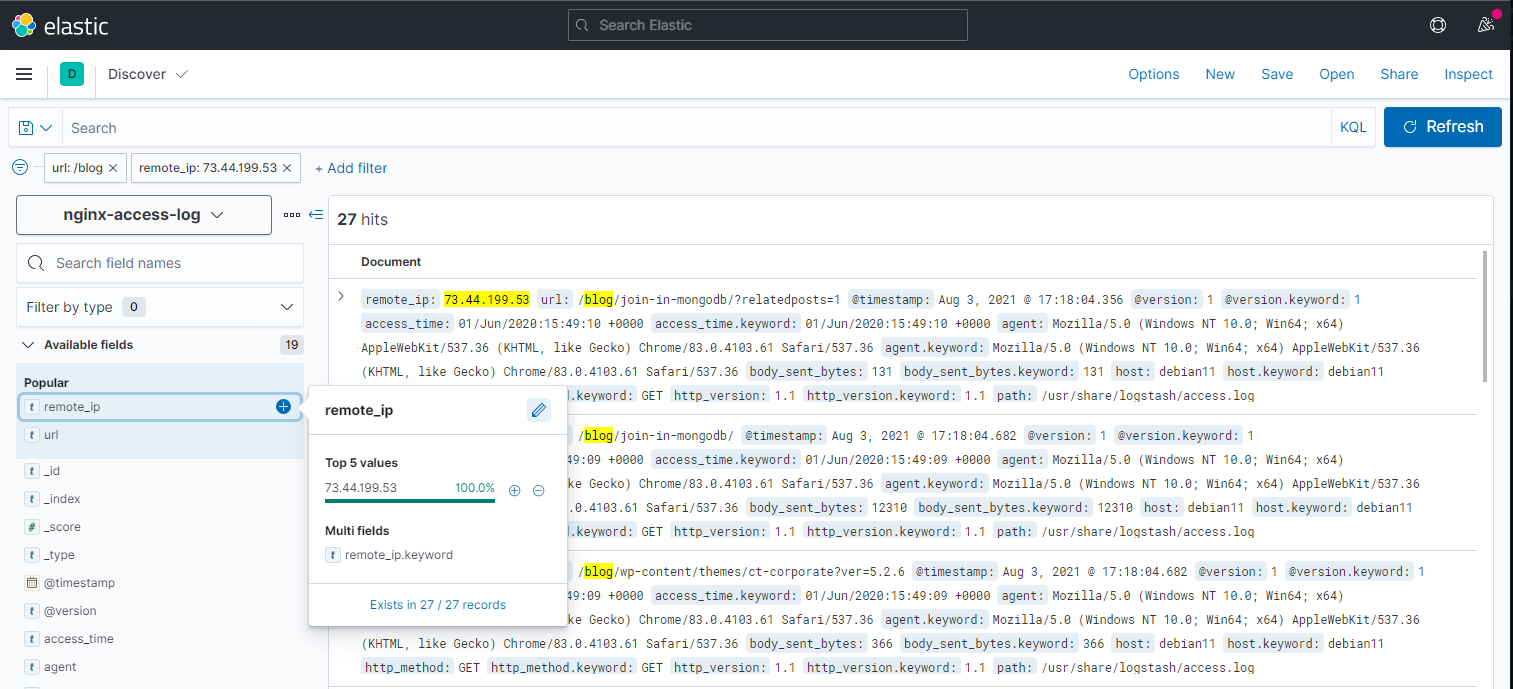 elastic
Search Elastic
D
Discover
Options New Save Open Share Inspect
Search
KQL
Refresh
url: /blog ×
remote_ip: 73.44.199.53 ×
+ Add filter
nginx-access-log
Search field names
Filter by type 0
Available fields 19
Popular
t remote_ip
t url
t _id
t _index
# _score
t _type
@timestamp
t @version
t access_time
t agent
remote_ip
Top 5 values
73.44.199.53 100.0%
Multi fields
t remote_ip.keyword
Exists in 27 / 27 records
27 hits
Document
remote_ip: 73.44.199.53 url: /blog/join-in-mongodb/?relatedposts=1 @timestamp: Aug 3, 2021 @ 17:18:04.356 @version: 1 @version.keyword: 1
access_time: 01/Jun/2020:15:49:10 +0000 access_time.keyword: 01/Jun/2020:15:49:10 +0000 agent: Mozilla/5.0 (Windows NT 10.0; Win64; x64)
AppleWebKit/537.36 (KHTML, like Gecko) Chrome/83.0.4103.61 Safari/537.36 agent.keyword: Mozilla/5.0 (Windows NT 10.0; Win64; x64) AppleWebKit/537.36
(KHTML, like Gecko) Chrome/83.0.4103.61 Safari/537.36 body_sent_bytes: 131 body_sent_bytes.keyword: 131 host: debian11 host.keyword: debian11
.keyword: GET http_version: 1.1 http_version.keyword: 1.1 path: /usr/share/logstash/access.log
/blog/join-in-mongodb/ @timestamp: Aug 3, 2021 @ 17:18:04.682 @version: 1 @version.keyword: 1
49:09 +0000 access_time.keyword: 01/Jun/2020:15:49:09 +0000 agent: Mozilla/5.0 (Windows NT 10.0; Win64; x64)
ke Gecko) Chrome/83.0.4103.61 Safari/537.36 agent.keyword: Mozilla/5.0 (Windows NT 10.0; Win64; x64) AppleWebKit/537.36
.0.4103.61 Safari/537.36 body_sent_bytes: 12310 body_sent_bytes.keyword: 12310 host: debian11 host.keyword: debian11
.keyword: GET http_version: 1.1 http_version.keyword: 1.1 path: /usr/share/logstash/access.log
/blog/wp-content/themes/ct-corporate?ver=5.2.6 @timestamp: Aug 3, 2021 @ 17:18:04.682 @version: 1 @version.keyword: 1
49:09 +0000 access_time.keyword: 01/Jun/2020:15:49:09 +0000 agent: Mozilla/5.0 (Windows NT 10.0; Win64; x64)
ke Gecko) Chrome/83.0.4103.61 Safari/537.36 agent.keyword: Mozilla/5.0 (Windows NT 10.0; Win64; x64) AppleWebKit/537.36
(KHTML, like Gecko) Chrome/83.0.4103.61 Safari/537.36 body_sent_bytes: 366 body_sent_bytes.keyword: 366 host: debian11 host.keyword: debian11
http_method: GET http_method.keyword: GET http_version: 1.1 http_version.keyword: 1.1 path: /usr/share/logstash/access.log